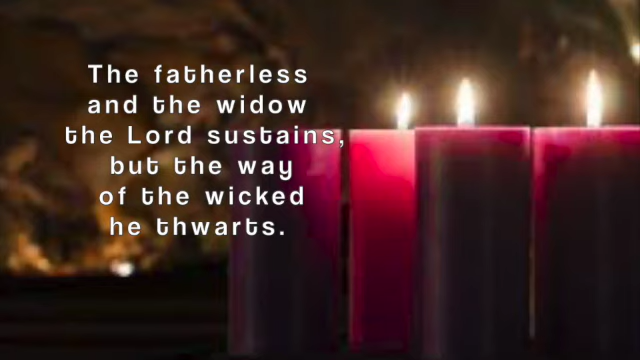 The fatherless
and the widow
the Lord sustains,
but the way
of the wicked
he thwarts.